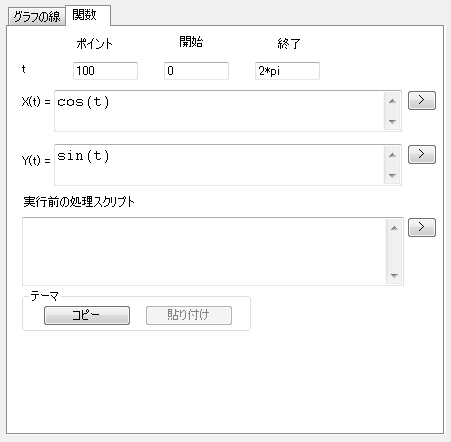 グラフの線 関数
ポイント 開始 終了
t 100 0 2*pi
X(t) = cos(t) >
Y(t) = sin(t) >
実行前の処理スクリプト
>
テーマ
コピー 貼り付け